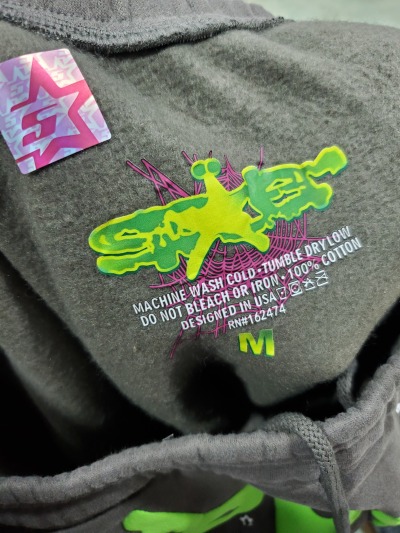 MACHINE WASH COLD • TUMBLE DRY LOW
DO NOT BLEACH OR IRON • 100% COTTON
DESIGNED IN USA
RN#162474
M